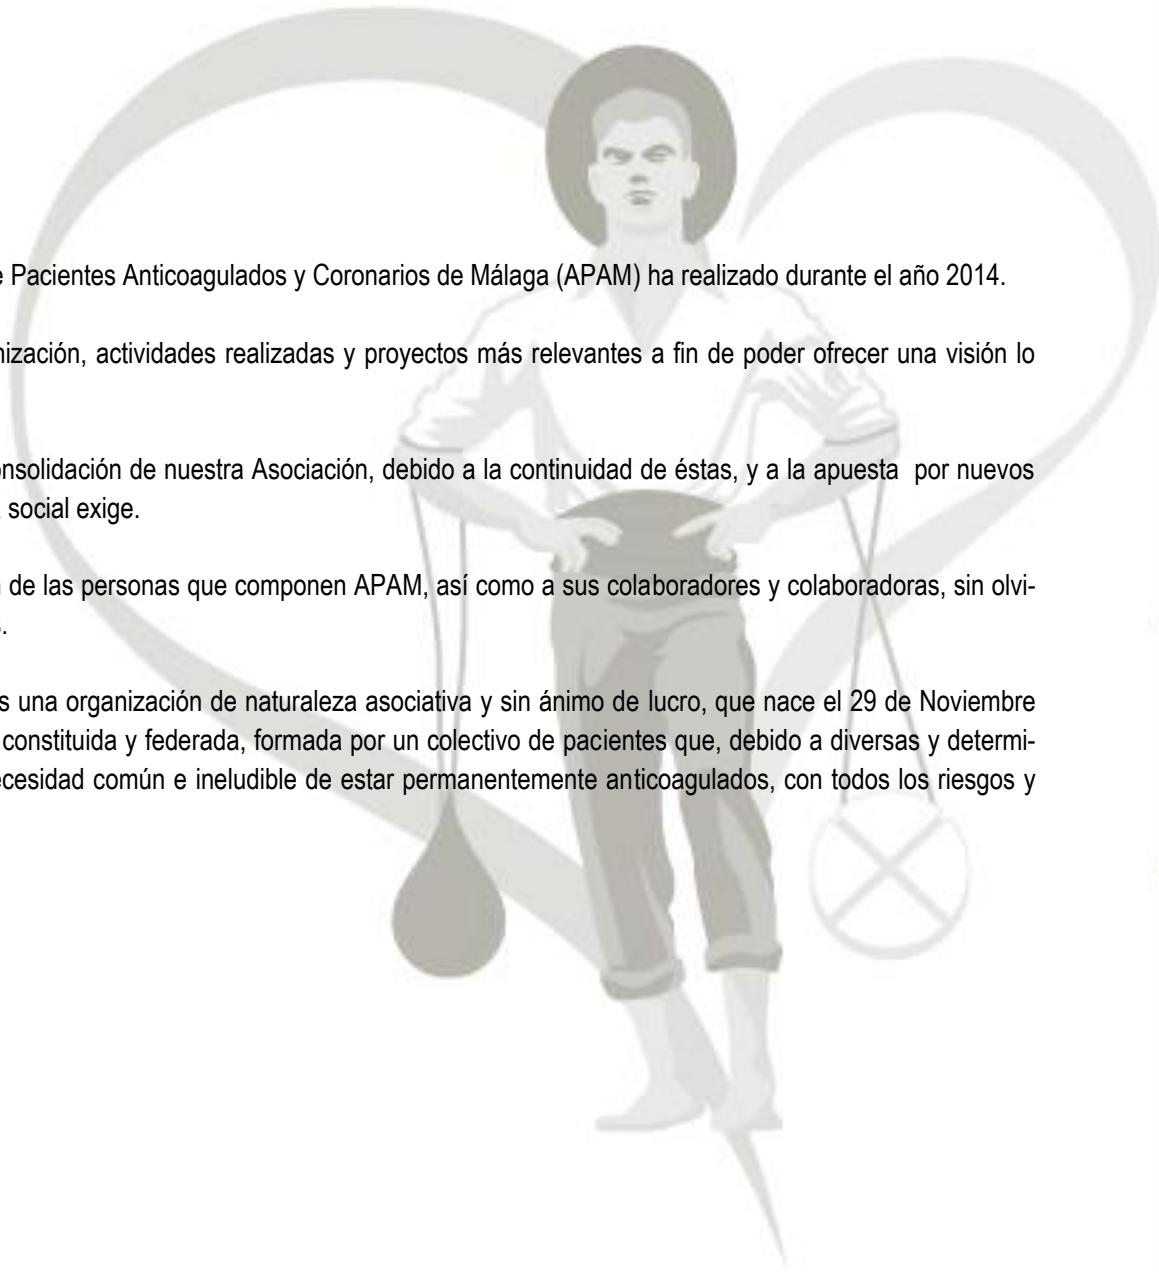 e Pacientes Anticoagulados y Coronarios de Málaga (APAM) ha realizado durante el año 2014.
nización, actividades realizadas y proyectos más relevantes a fin de poder ofrecer una visión lo
onsolidación de nuestra Asociación, debido a la continuidad de éstas, y a la apuesta por nuevos
social exige.
de las personas que componen APAM, así como a sus colaboradores y colaboradoras, sin olvi-
s.
s una organización de naturaleza asociativa y sin ánimo de lucro, que nace el 29 de Noviembre
constituida y federada, formada por un colectivo de pacientes que, debido a diversas y determi-
ecesidad común e ineludible de estar permanentemente anticoagulados, con todos los riesgos y